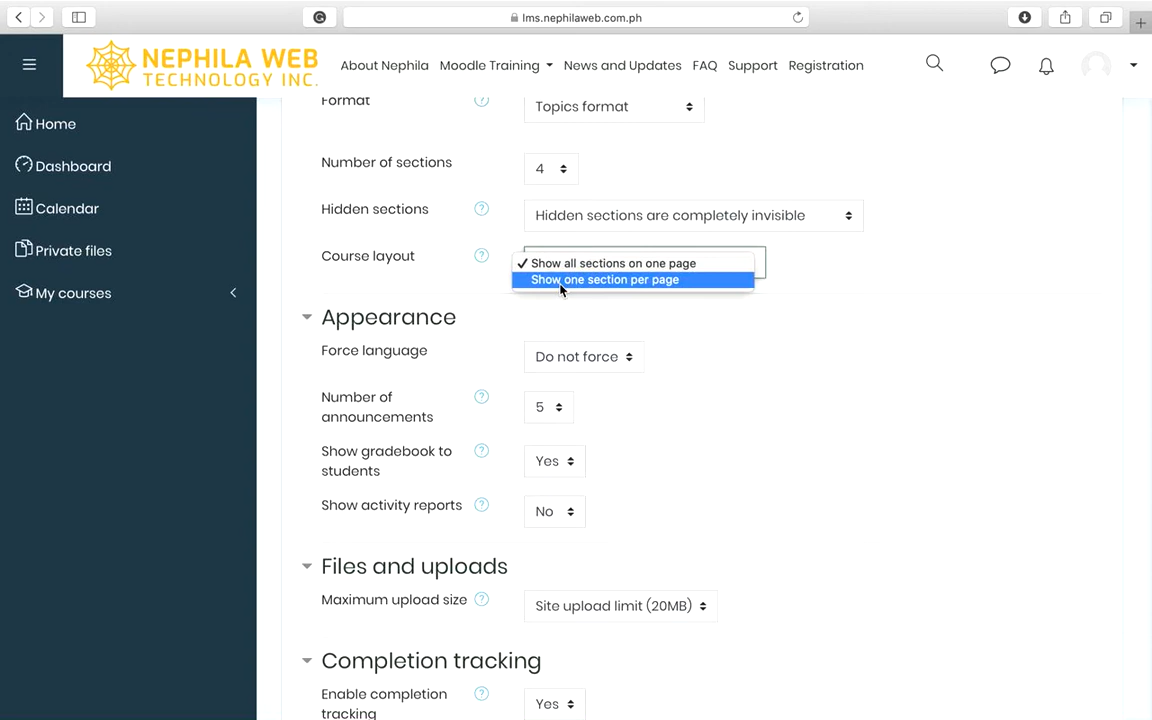 lms.nephilaweb.com.ph
NEPHILA WEB
TECHNOLOGY INC.
About Nephila Moodle Training News and Updates FAQ Support Registration
Home
Dashboard
Calendar
Private files
My courses
Format ? Topics format
Number of sections 4
Hidden sections ? Hidden sections are completely invisible
Course layout ? ✓ Show all sections on one page
Show one section per page
Appearance
Force language Do not force
Number of
announcements ? 5
Show gradebook to
students ? Yes
Show activity reports ? No
Files and uploads
Maximum upload size ? Site upload limit (20MB)
Completion tracking
Enable completion
tracking ? Yes